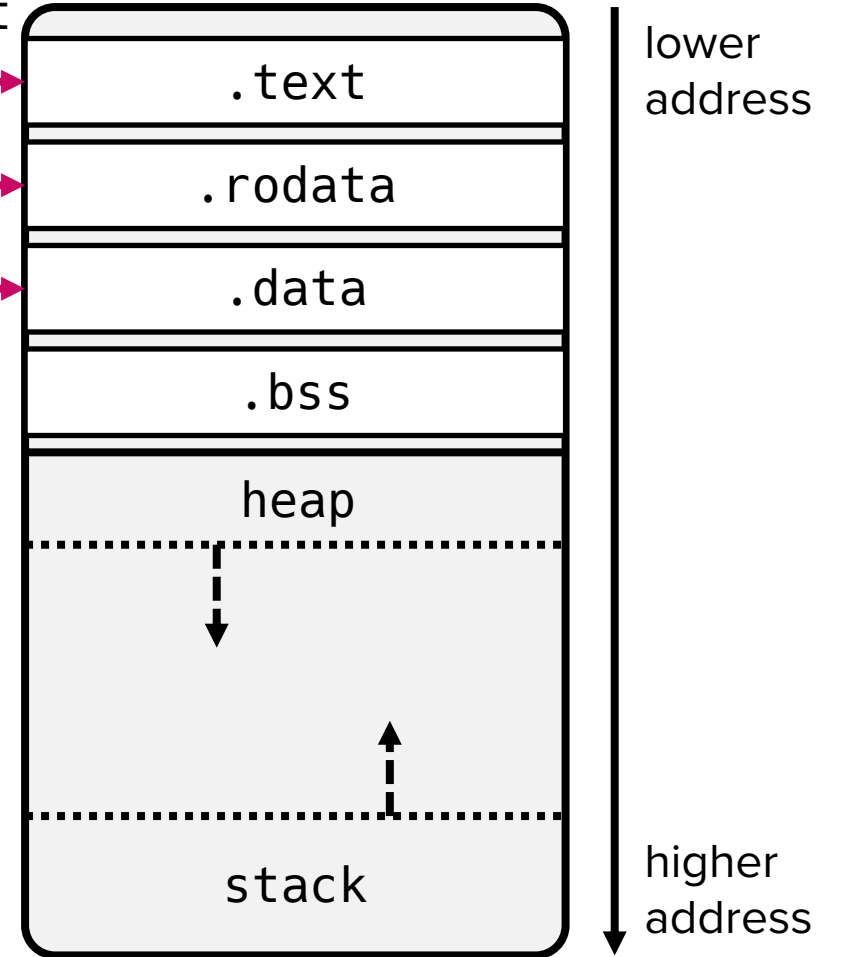 .text
.rodata
.data
.bss
heap
stack
lower
address
higher
address